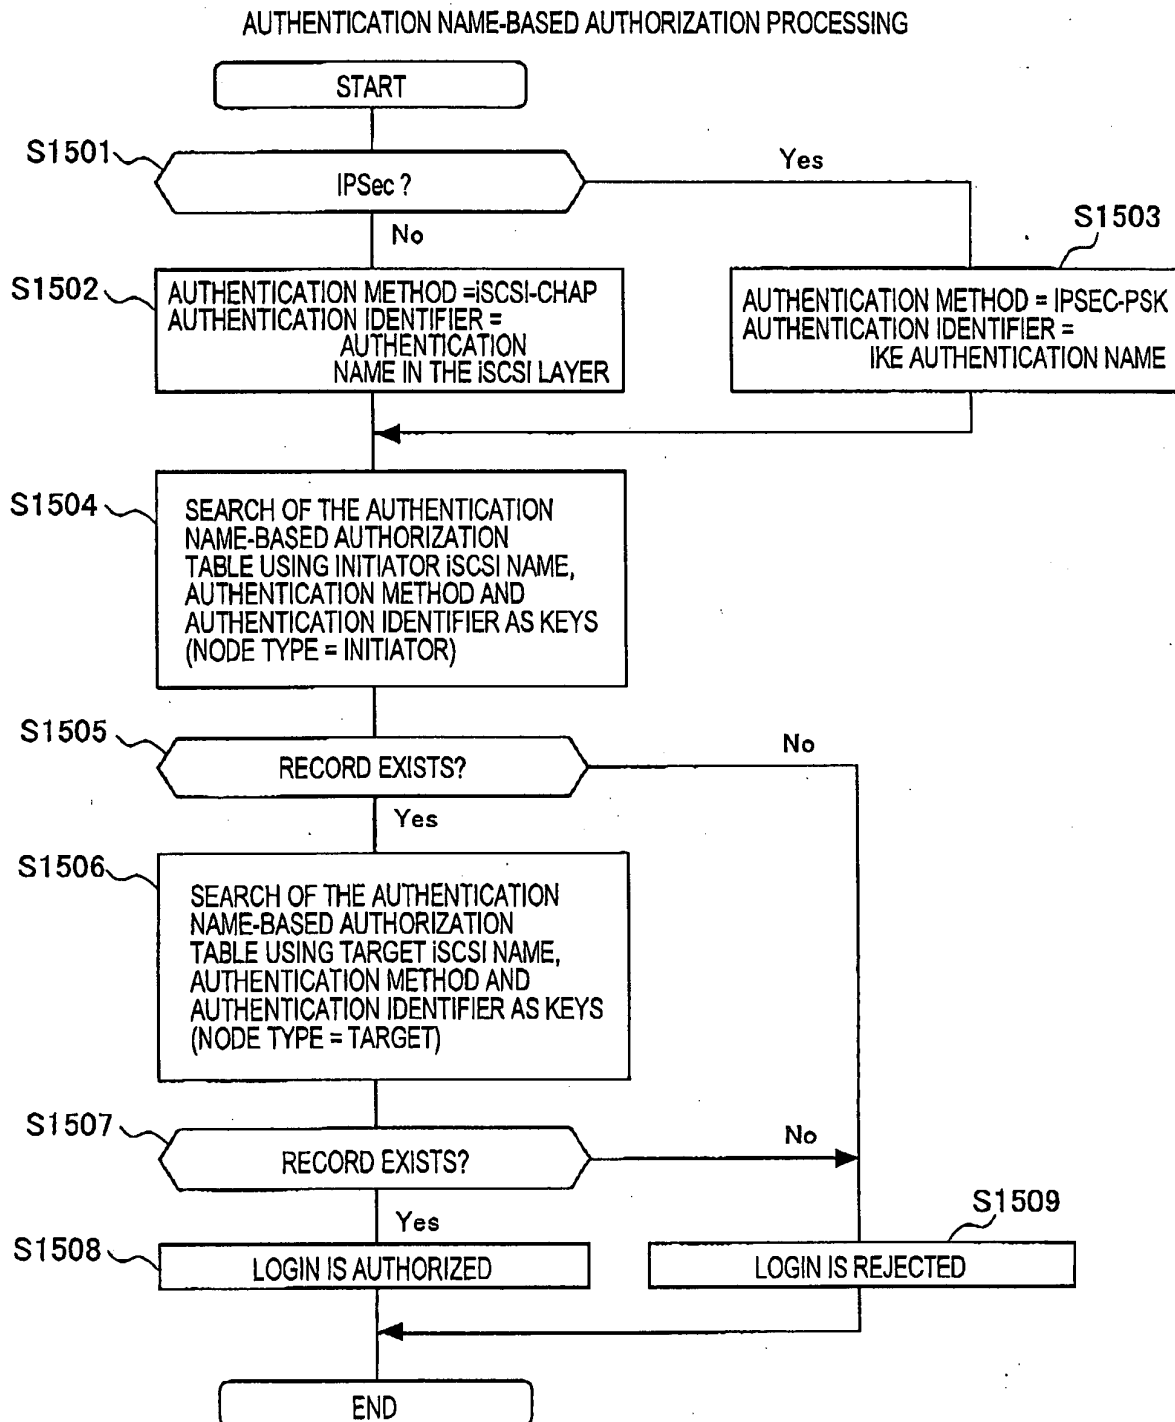 AUTHENTICATION NAME-BASED AUTHORIZATION PROCESSING
START
S1501
IPSec ?
Yes
No
S1503
S1502
AUTHENTICATION METHOD =iSCSI-CHAP
AUTHENTICATION IDENTIFIER =
AUTHENTICATION
NAME IN THE iSCSI LAYER
AUTHENTICATION METHOD = IPSEC-PSK
AUTHENTICATION IDENTIFIER =
IKE AUTHENTICATION NAME
S1504
SEARCH OF THE AUTHENTICATION
NAME-BASED AUTHORIZATION
TABLE USING INITIATOR iSCSI NAME,
AUTHENTICATION METHOD AND
AUTHENTICATION IDENTIFIER AS KEYS
(NODE TYPE = INITIATOR)
S1505
RECORD EXISTS?
No
Yes
S1506
SEARCH OF THE AUTHENTICATION
NAME-BASED AUTHORIZATION
TABLE USING TARGET iSCSI NAME,
AUTHENTICATION METHOD AND
AUTHENTICATION IDENTIFIER AS KEYS
(NODE TYPE = TARGET)
S1507
RECORD EXISTS?
No
Yes
S1509
S1508
LOGIN IS AUTHORIZED
LOGIN IS REJECTED
END